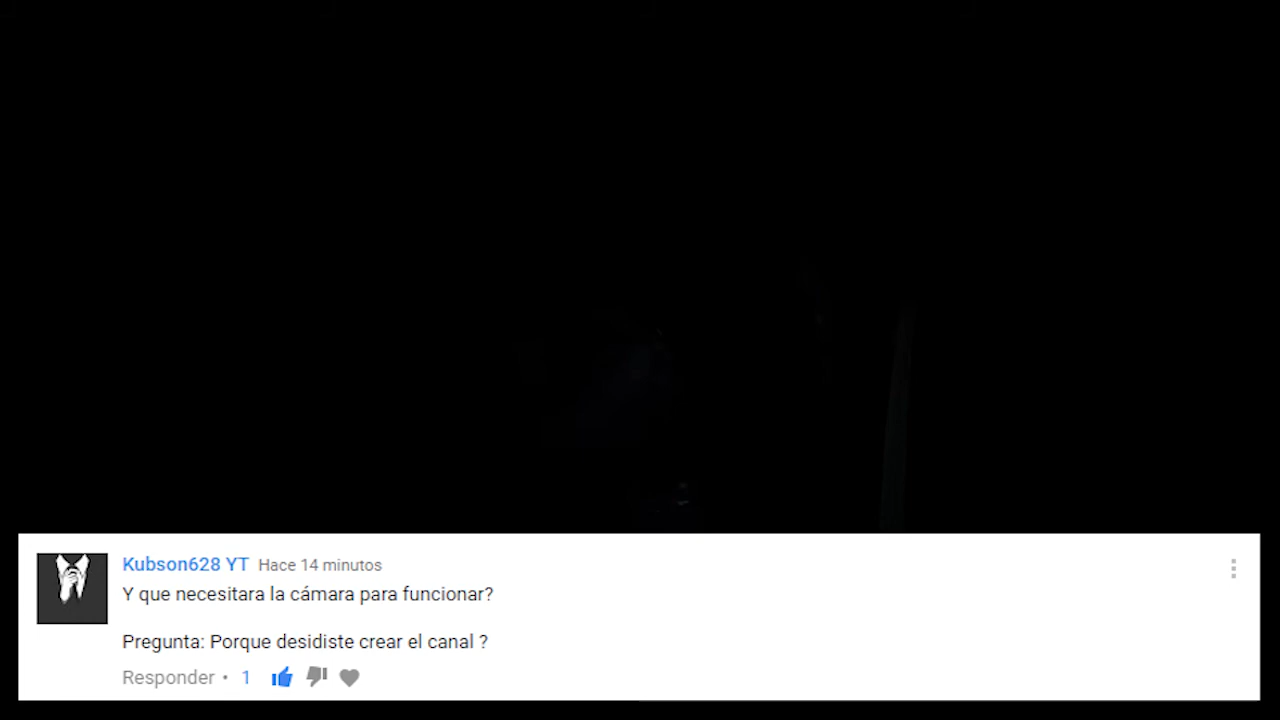 Kubson628 YT Hace 14 minutos
Y que necesitara la cámara para funcionar?
Pregunta: Porque desidiste crear el canal ?
Responder • 1